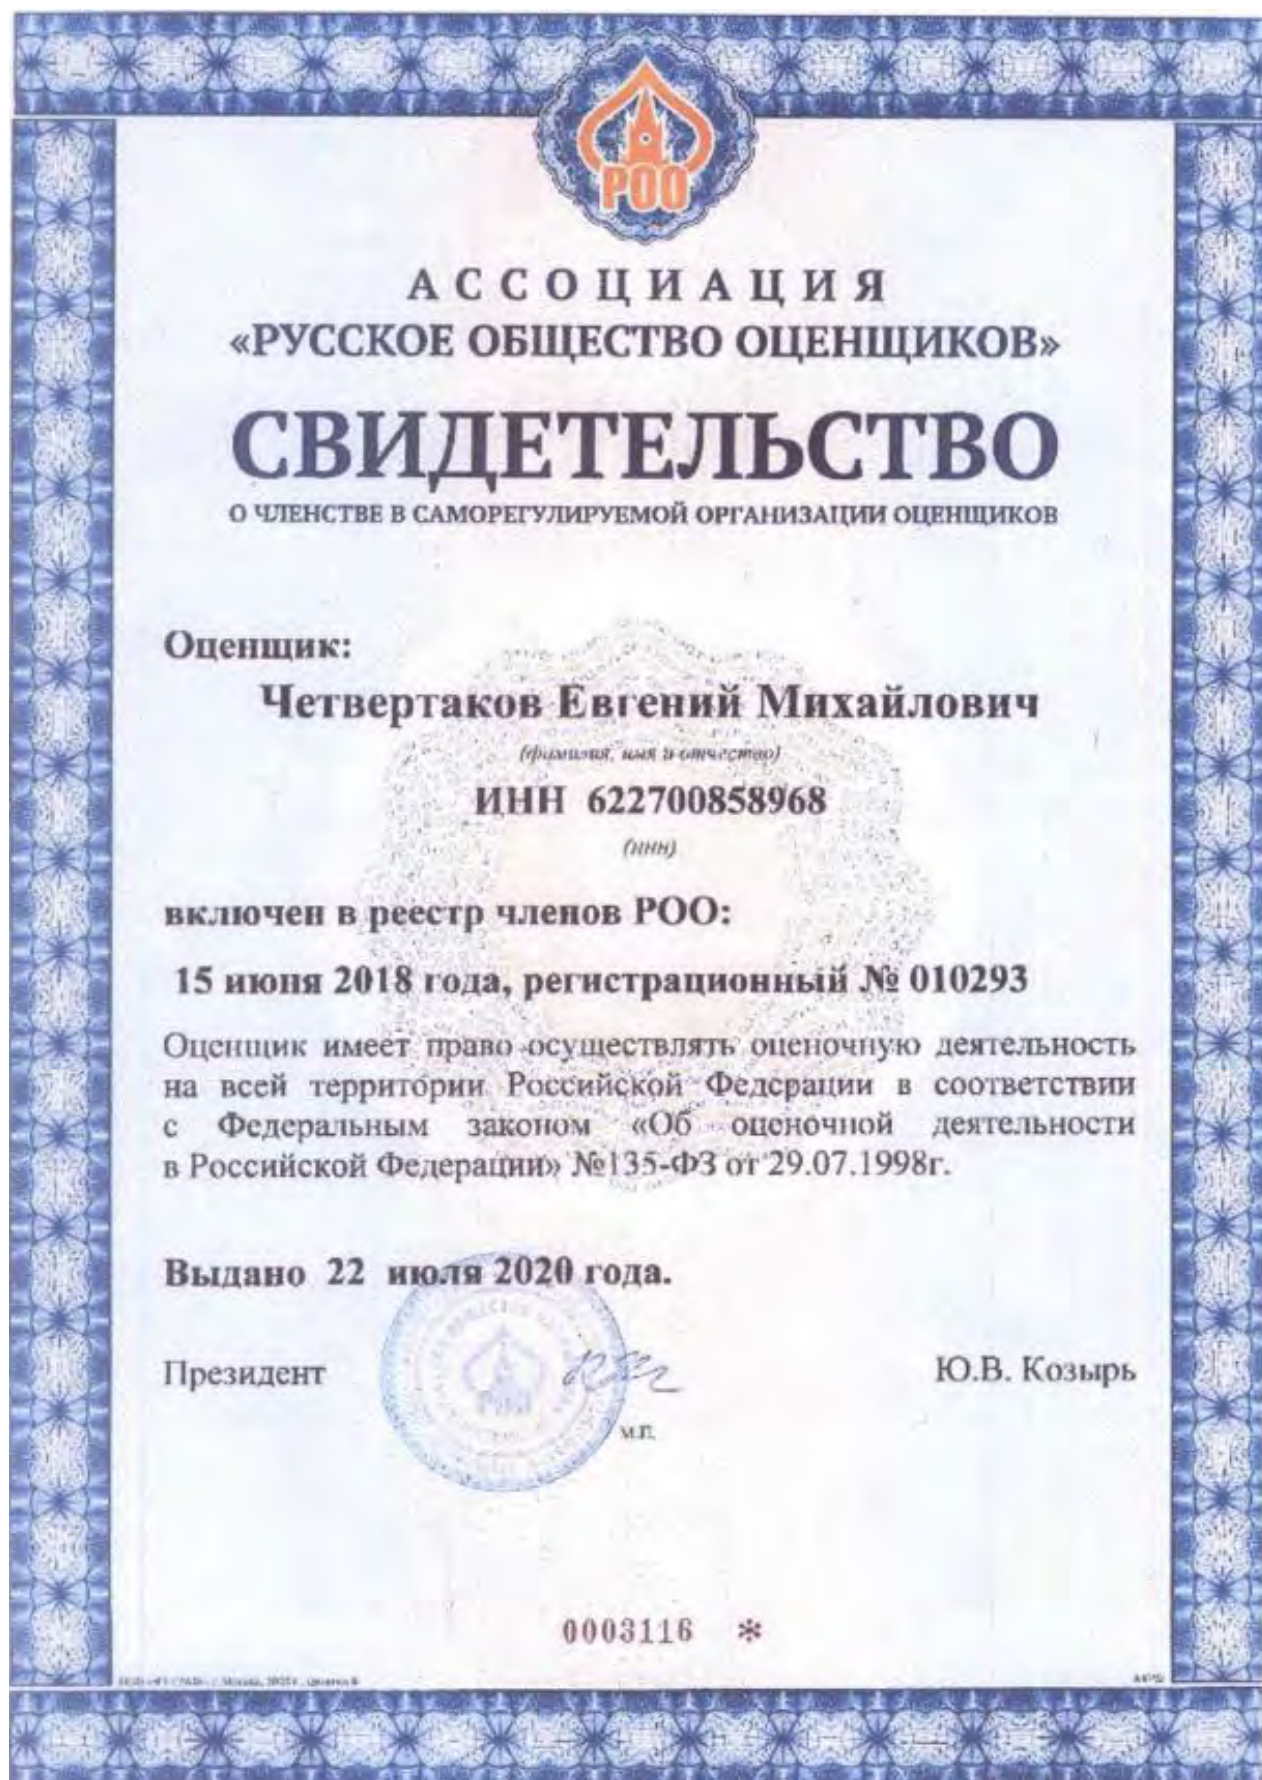 РОО
АССОЦИАЦИЯ
«РУССКОЕ ОБЩЕСТВО ОЦЕНЩИКОВ»
СВИДЕТЕЛЬСТВО
О ЧЛЕНСТВЕ В САМОРЕГУЛИРУЕМОЙ ОРГАНИЗАЦИИ ОЦЕНЩИКОВ
Оценщик:
Четвертаков Евгений Михайлович
(фамилия, имя и отчество)
ИНН 622700858968
(инн)
включен в реестр членов РОО:
15 июня 2018 года, регистрационный № 010293
Оценщик имеет право осуществлять оценочную деятельность
на всей территории Российской Федерации в соответствии
с Федеральным законом «Об оценочной деятельности
в Российской Федерации» №135-ФЗ от 29.07.1998г.
Выдано 22 июля 2020 года.
Президент
Ю.В. Козырь
РОО
М.П.
0003116 *